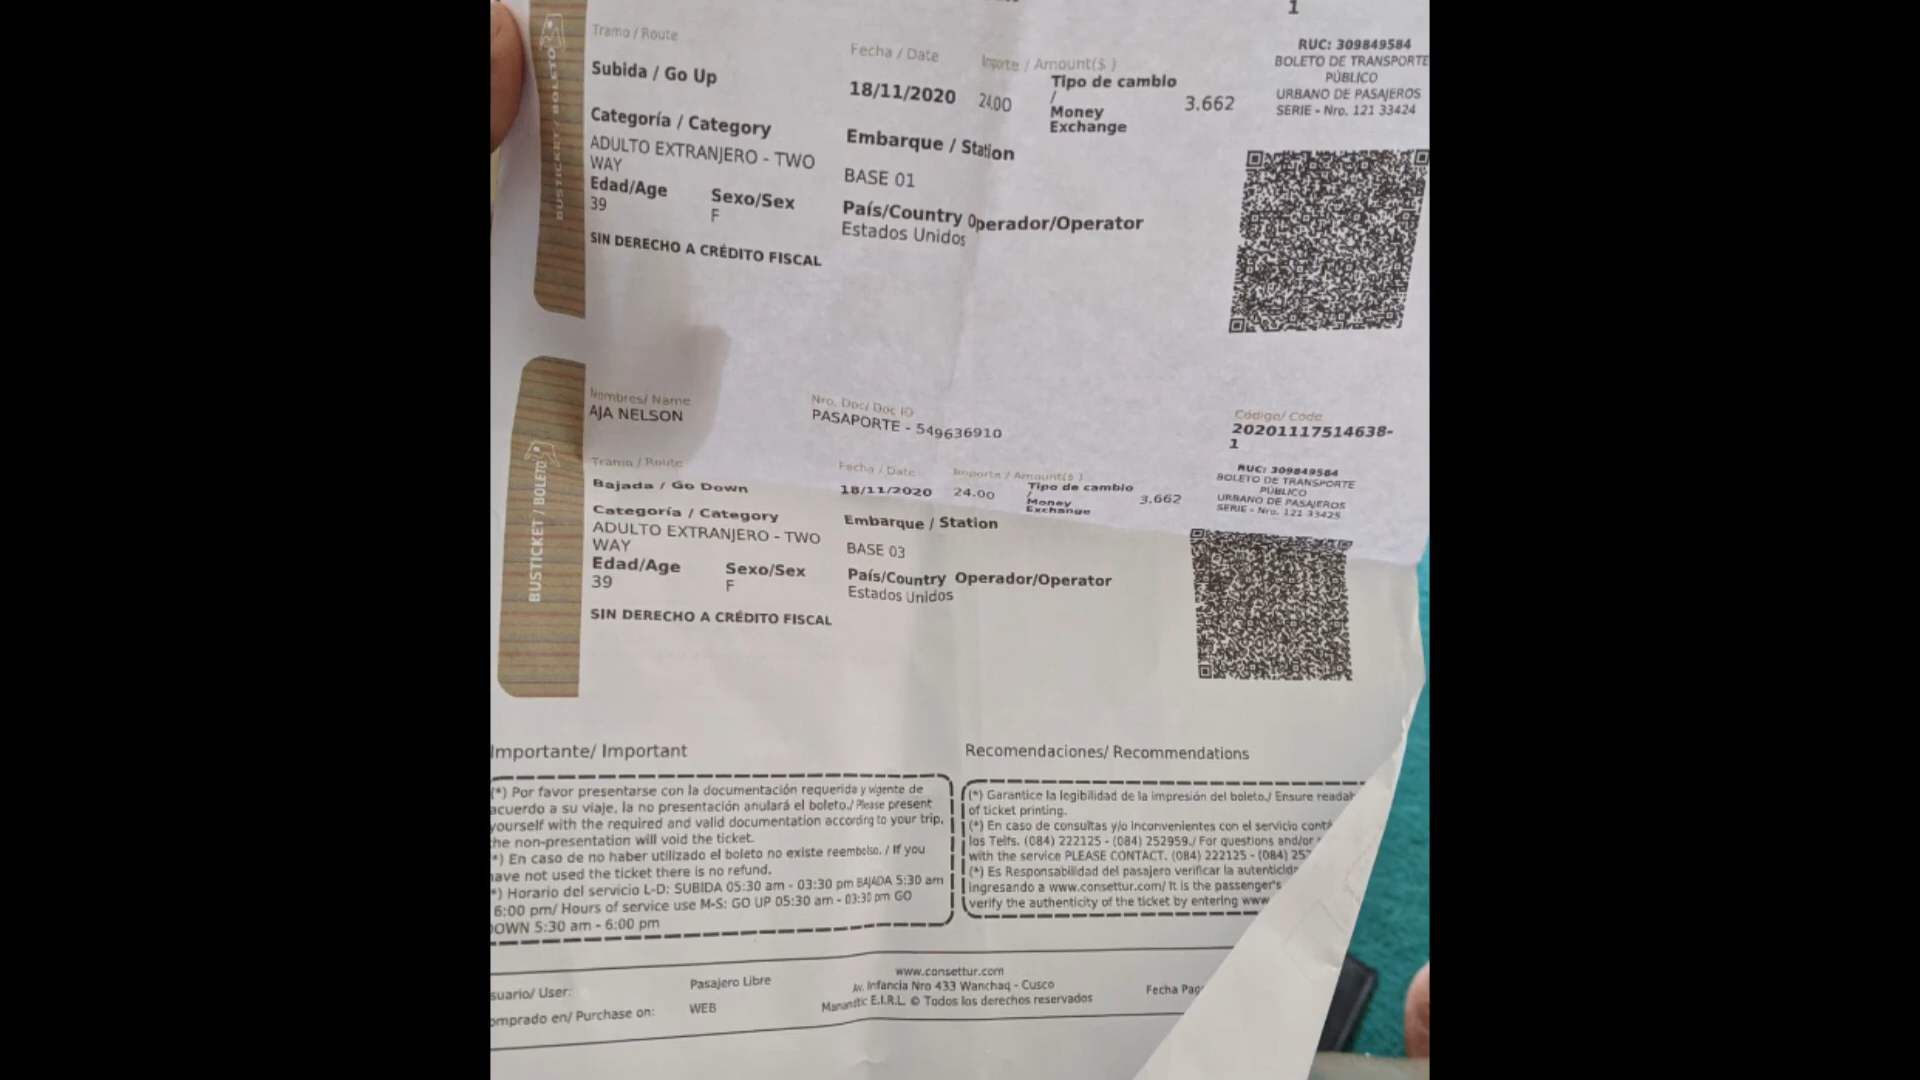 1
Tramo / Route
Fecha / Date
Importe / Amount($ )
RUC: 309849584
Subida / Go Up
18/11/2020
24.00
Tipo de cambio
/
Money
Exchange
3.662
BOLETO DE TRANSPORTE
PÚBLICO
URBANO DE PASAJEROS
SERIE - Nro. 121 33424
Categoría / Category
Embarque / Station
ADULTO EXTRANJERO - TWO
WAY
BASE 01
Edad/Age
Sexo/Sex
País/Country Operador/Operator
39
F
Estados Unidos
SIN DERECHO A CRÉDITO FISCAL
BUSTICKET / BOLETO
Nombres/ Name
Nro. Doc/ Doc ID
Código/ Code
AJA NELSON
PASAPORTE - 549636910
20201117514638-
1
Tramo / Route
Fecha / Date
Importe / Amount($ )
RUC: 309849584
Bajada / Go Down
18/11/2020
24.00
Tipo de cambio
/
Money
Exchange
3.662
BOLETO DE TRANSPORTE
PÚBLICO
URBANO DE PASAJEROS
SERIE - Nro. 121 33425
Categoría / Category
Embarque / Station
ADULTO EXTRANJERO - TWO
WAY
BASE 03
Edad/Age
Sexo/Sex
País/Country Operador/Operator
39
F
Estados Unidos
SIN DERECHO A CRÉDITO FISCAL
BUSTICKET / BOLETO
Importante/ Important
(*) Por favor presentarse con la documentación requerida y vigente de
acuerdo a su viaje, la no presentación anulará el boleto./ Please present
yourself with the required and valid documentation according to your trip,
he non-presentation will void the ticket.
*) En caso de no haber utilizado el boleto no existe reembolso. / If you
ave not used the ticket there is no refund.
*) Horario del servicio L-D: SUBIDA 05:30 am - 03:30 pm BAJADA 5:30 am
6:00 pm/ Hours of service use M-S: GO UP 05:30 am - 03:30 pm GO
OWN 5:30 am - 6:00 pm
Recomendaciones/ Recommendations
(*) Garantice la legibilidad de la impresión del boleto./ Ensure readab
of ticket printing.
(*) En caso de consultas y/o inconvenientes con el servicio cont
los Telfs. (084) 222125 - (084) 252959./ For questions and/or
with the service PLEASE CONTACT. (084) 222125 - (084) 25
(*) Es Responsabilidad del pasajero verificar la autenticid
ingresando a www.consettur.com/ It is the passenger's
verify the authenticity of the ticket by entering www
suario/ User:
Pasajero Libre
omprado en/ Purchase on:
WEB
www.consettur.com
Av. Infancia Nro 433 Wanchaq - Cusco
E.I.R.L. © Todos los derechos reservados
Fecha Pag